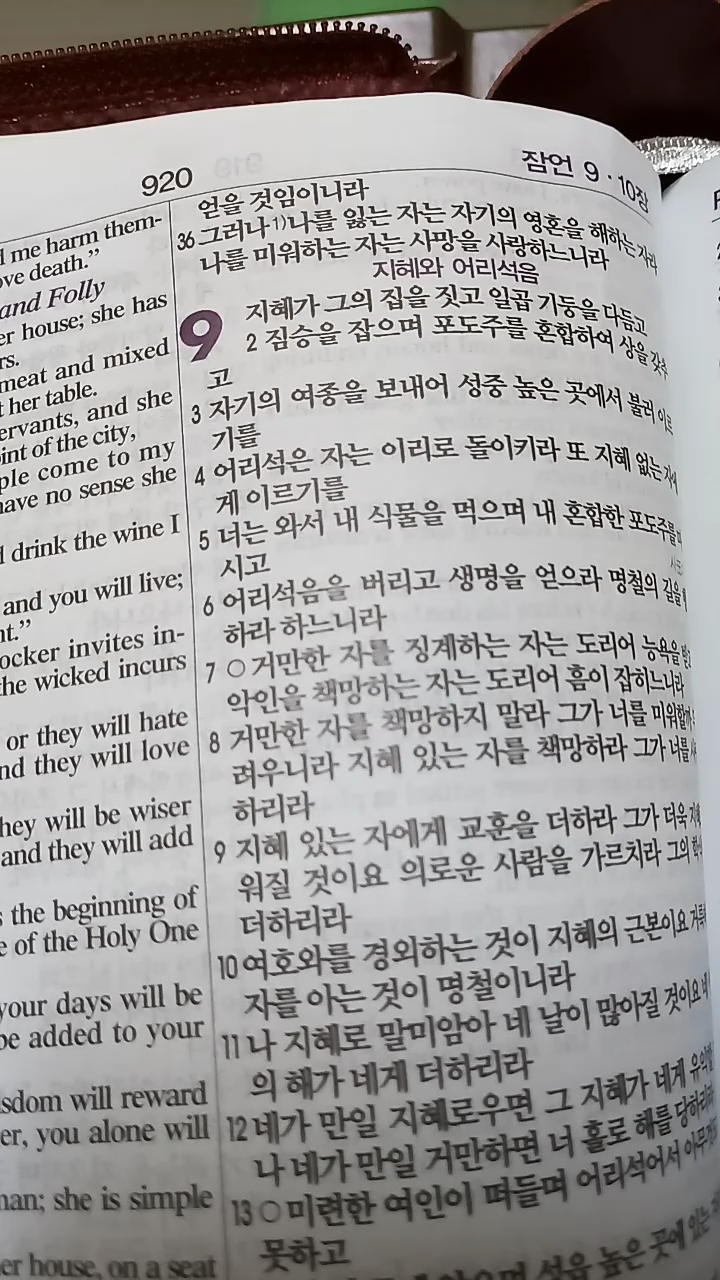 920
잠언 9 · 10장
d me harm them-
ove death."
and Folly
er house; she has
rs.
meat and mixed
t her table.
ervants, and she
int of the city,
ple come to my
have no sense she
d drink the wine I
and you will live;
nt."
ocker invites in-
the wicked incurs
or they will hate
nd they will love
hey will be wiser
and they will add
s the beginning of
e of the Holy One
your days will be
be added to your
sdom will reward
er, you alone will
nan; she is simple
er house, on a seat
얻을 것임이니라
36 그러나 1)나를 잃는 자는 자기의 영혼을 해하는 자라
나를 미워하는 자는 사망을 사랑하느니라
지혜와 어리석음
9 지혜가 그의 집을 짓고 일곱 기둥을 다듬고
2 짐승을 잡으며 포도주를 혼합하여 상을 갖추
고
3 자기의 여종을 보내어 성중 높은 곳에서 불러 이르
기를
4 어리석은 자는 이리로 돌이키라 또 지혜 없는 자에
게 이르기를
5 너는 와서 내 식물을 먹으며 내 혼합한 포도주를
시고
6 어리석음을 버리고 생명을 얻으라 명철의 길을
하라 하느니라
7 ○거만한 자를 징계하는 자는 도리어 능욕을
악인을 책망하는 자는 도리어 흠이 잡히느니라
8 거만한 자를 책망하지 말라 그가 너를 미워할까
려우니라 지혜 있는 자를 책망하라 그가 너를
하리라
9 지혜 있는 자에게 교훈을 더하라 그가 더욱
워질 것이요 의로운 사람을 가르치라 그의
더하리라
10 여호와를 경외하는 것이 지혜의 근본이요
자를 아는 것이 명철이니라
11 나 지혜로 말미암아 네 날이 많아질 것이요
의 해가 네게 더하리라
12 네가 만일 지혜로우면 그 지혜가 네게
나 네가 만일 거만하면 너 홀로 해를 당하리라
13 ○미련한 여인이 떠들며 어리석어서
못하고
높은 곳에 있는